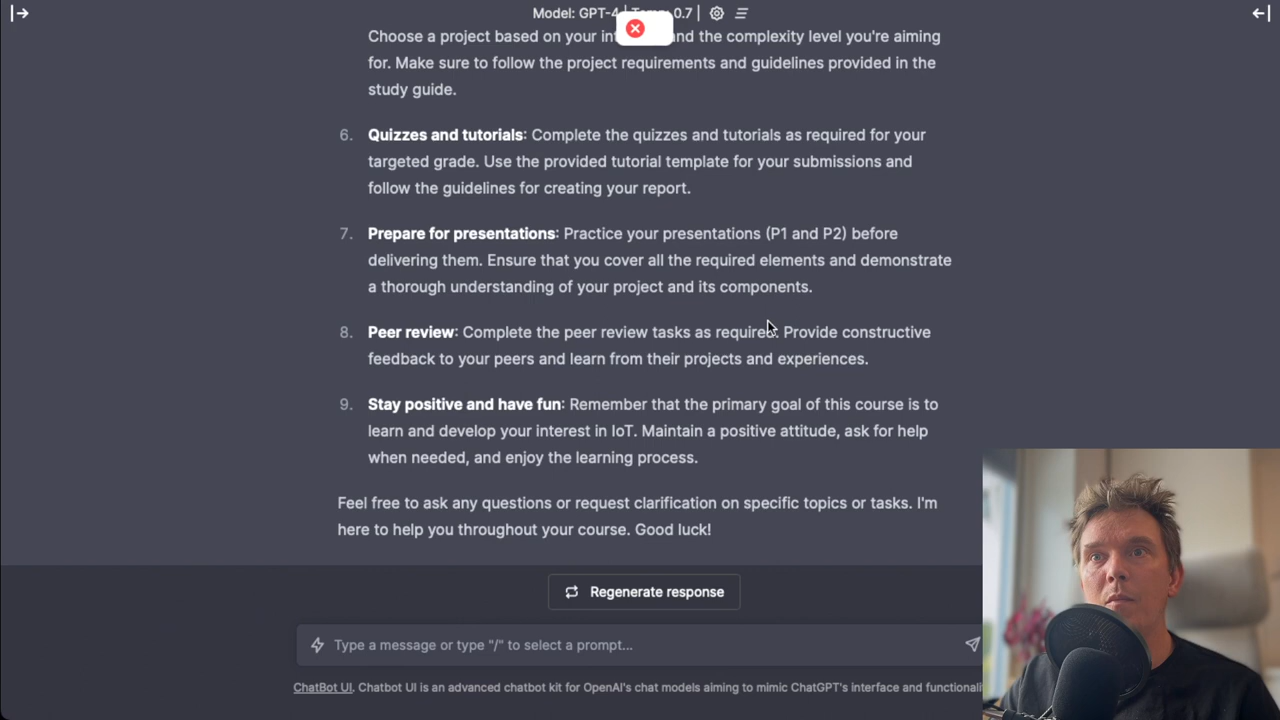 Model: GPT-4 | Temp: 0.7 |
Choose a project based on your in and the complexity level you're aiming
for. Make sure to follow the project requirements and guidelines provided in the
study guide.
6. Quizzes and tutorials: Complete the quizzes and tutorials as required for your
targeted grade. Use the provided tutorial template for your submissions and
follow the guidelines for creating your report.
7. Prepare for presentations: Practice your presentations (P1 and P2) before
delivering them. Ensure that you cover all the required elements and demonstrate
a thorough understanding of your project and its components.
8. Peer review: Complete the peer review tasks as required. Provide constructive
feedback to your peers and learn from their projects and experiences.
9. Stay positive and have fun: Remember that the primary goal of this course is to
learn and develop your interest in IoT. Maintain a positive attitude, ask for help
when needed, and enjoy the learning process.
Feel free to ask any questions or request clarification on specific topics or tasks. I'm
here to help you throughout your course. Good luck!
Regenerate response
Type a message or type "/" to select a prompt...
ChatBot UI. Chatbot UI is an advanced chatbot kit for OpenAI's chat models aiming to mimic ChatGPT's interface and functionali